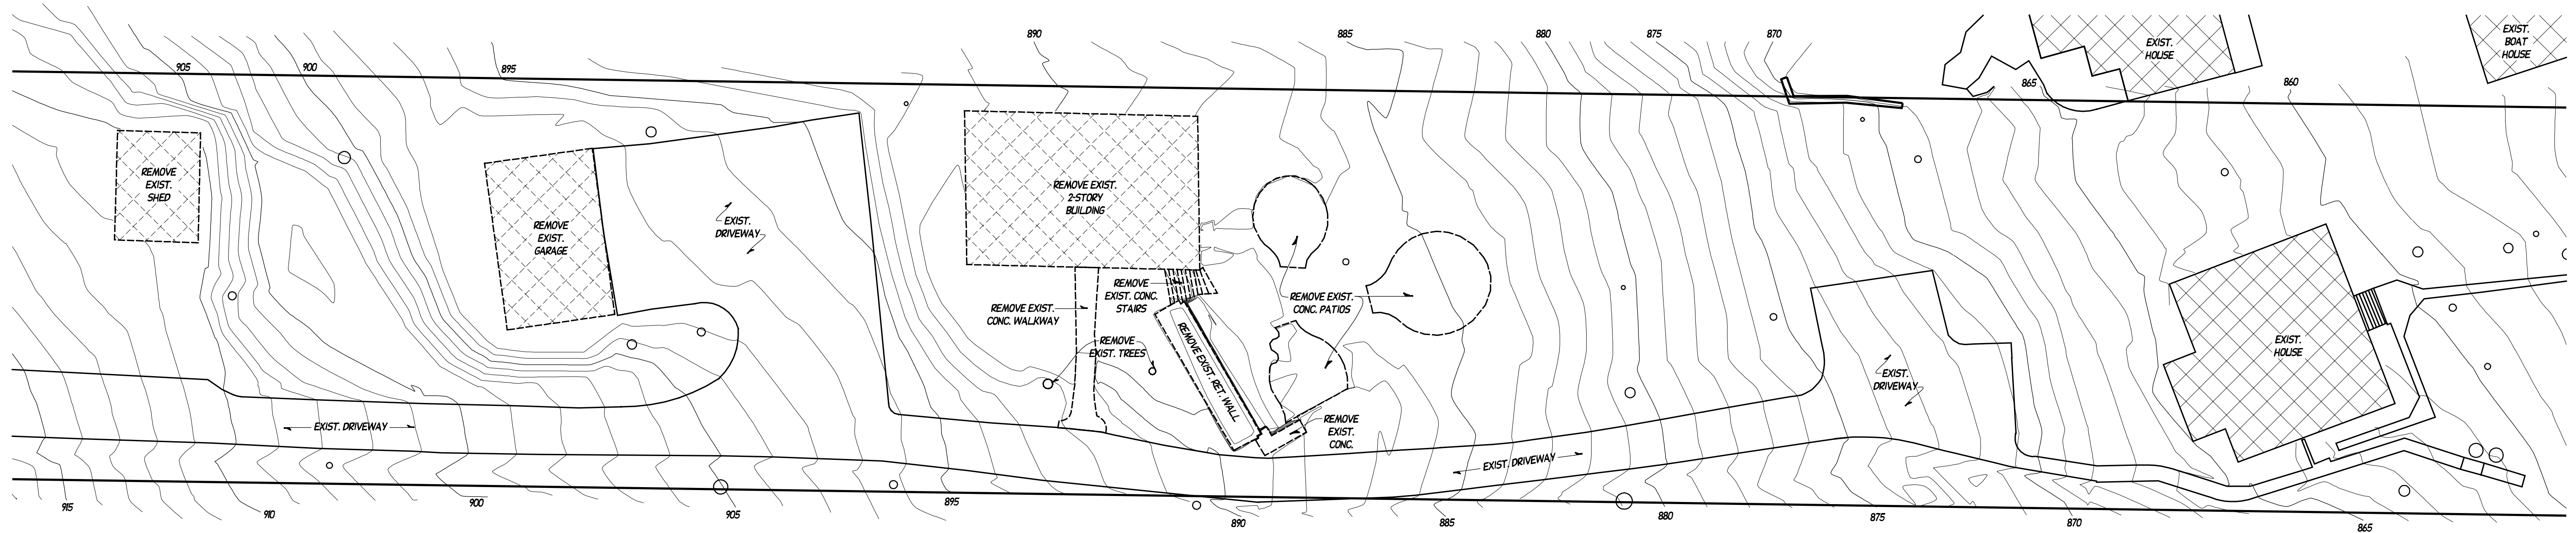 905
900
895
890
885
880
875
870
865
860
EXIST.
HOUSE
EXIST.
BOAT
HOUSE
REMOVE
EXIST.
SHED
REMOVE
EXIST.
GARAGE
EXIST.
DRIVEWAY
REMOVE EXIST.
2-STORY
BUILDING
REMOVE EXIST.
CONC. WALKWAY
REMOVE
EXIST. CONC.
STAIRS
REMOVE
EXIST. TREES
REMOVE EXIST. RET. WALL
REMOVE EXIST.
CONC. PATIOS
REMOVE
EXIST.
CONC.
EXIST. DRIVEWAY
EXIST. DRIVEWAY
EXIST.
DRIVEWAY
EXIST.
HOUSE
915
910
900
905
895
890
885
880
875
870
865